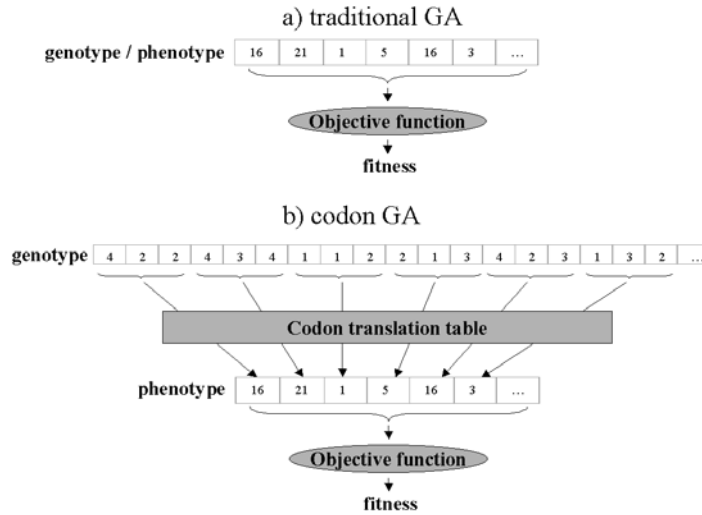 a) traditional GA
genotype / phenotype 16 21 1 5 16 3 ...
Objective function
fitness
b) codon GA
genotype 4 2 2 4 3 4 1 1 2 2 1 3 4 2 3 1 3 2 ...
Codon translation table
phenotype 16 21 1 5 16 3 ...
Objective function
fitness